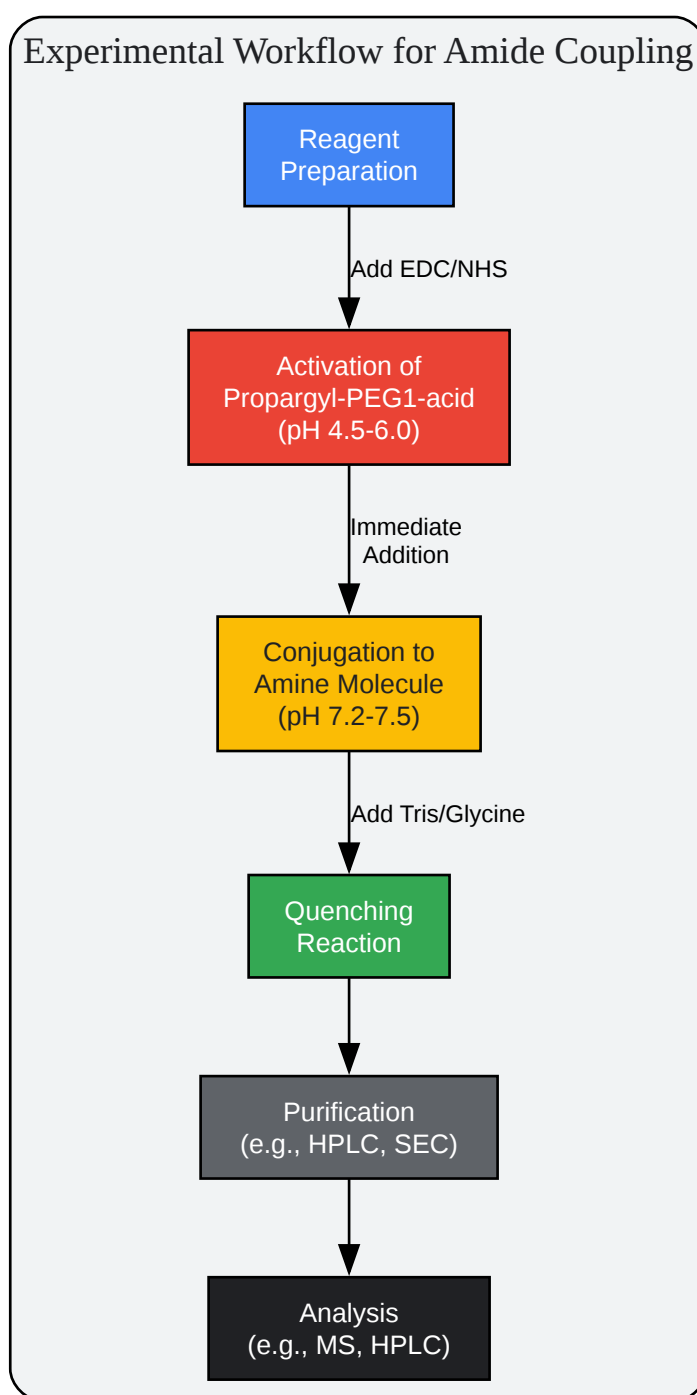 Experimental Workflow for Amide Coupling
Reagent
Preparation
Add EDC/NHS
Activation of
Propargyl-PEG1-acid
(pH 4.5-6.0)
Immediate
Addition
Conjugation to
Amine Molecule
(pH 7.2-7.5)
Add Tris/Glycine
Quenching
Reaction
Purification
(e.g., HPLC, SEC)
Analysis
(e.g., MS, HPLC)